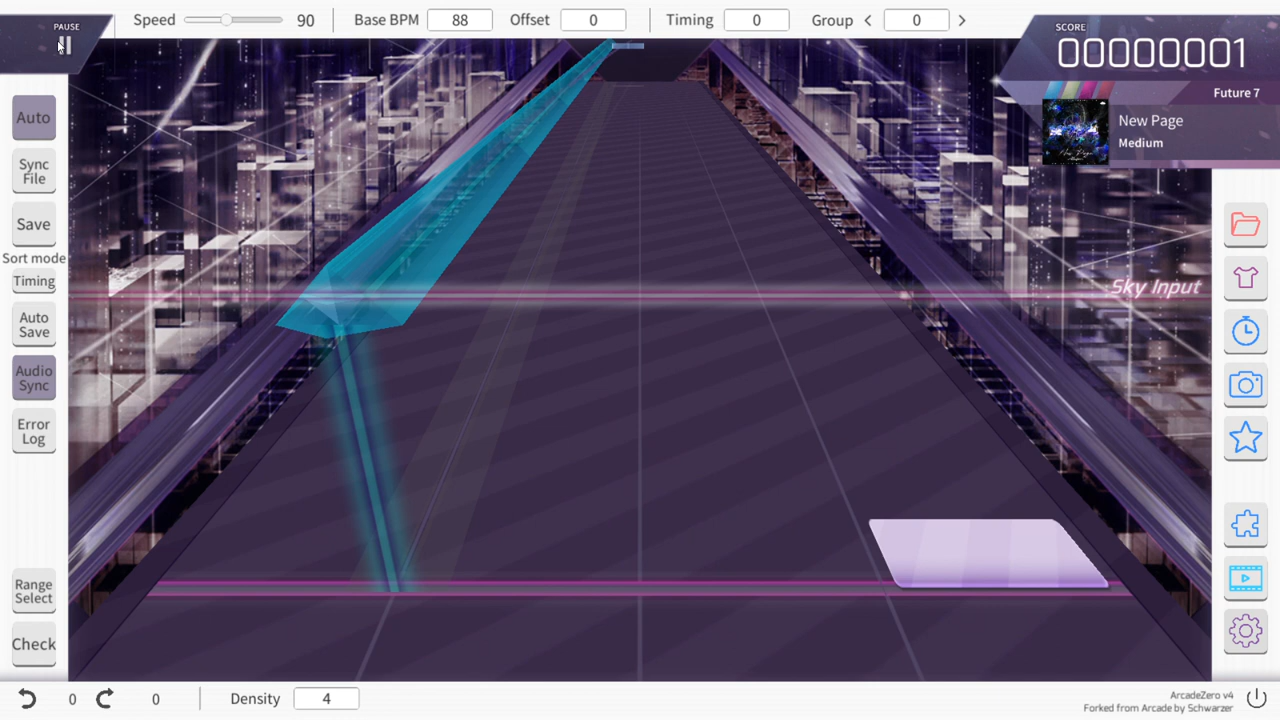 Speed 90 Base BPM 88 Offset 0 Timing 0 Group 0
PAUSE
SCORE
00000001
Future 7
New Page
Medium
Auto
Sync
File
Save
Sort mode
Timing
Auto
Save
Audio
Sync
Error
Log
Sky Input
Range
Select
Check
0 0 Density 4
ArcadeZero v4
Forked from Arcade by Schwarzer